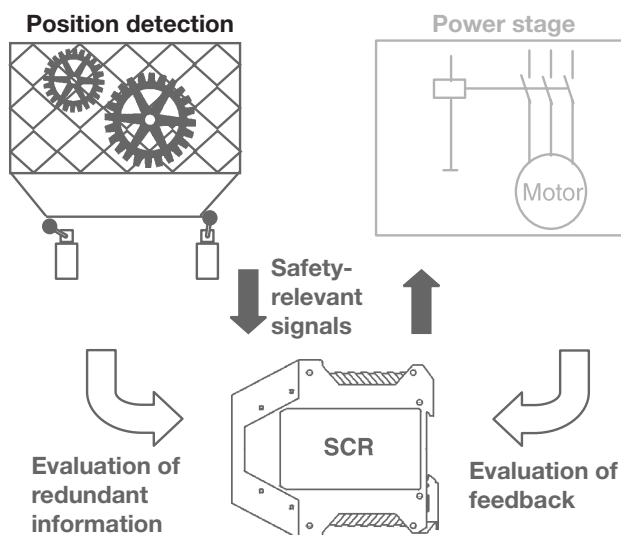 Position detection
Power stage
Motor
Safety-
relevant
signals
SCR
Evaluation of
redundant
information
Evaluation of
feedback